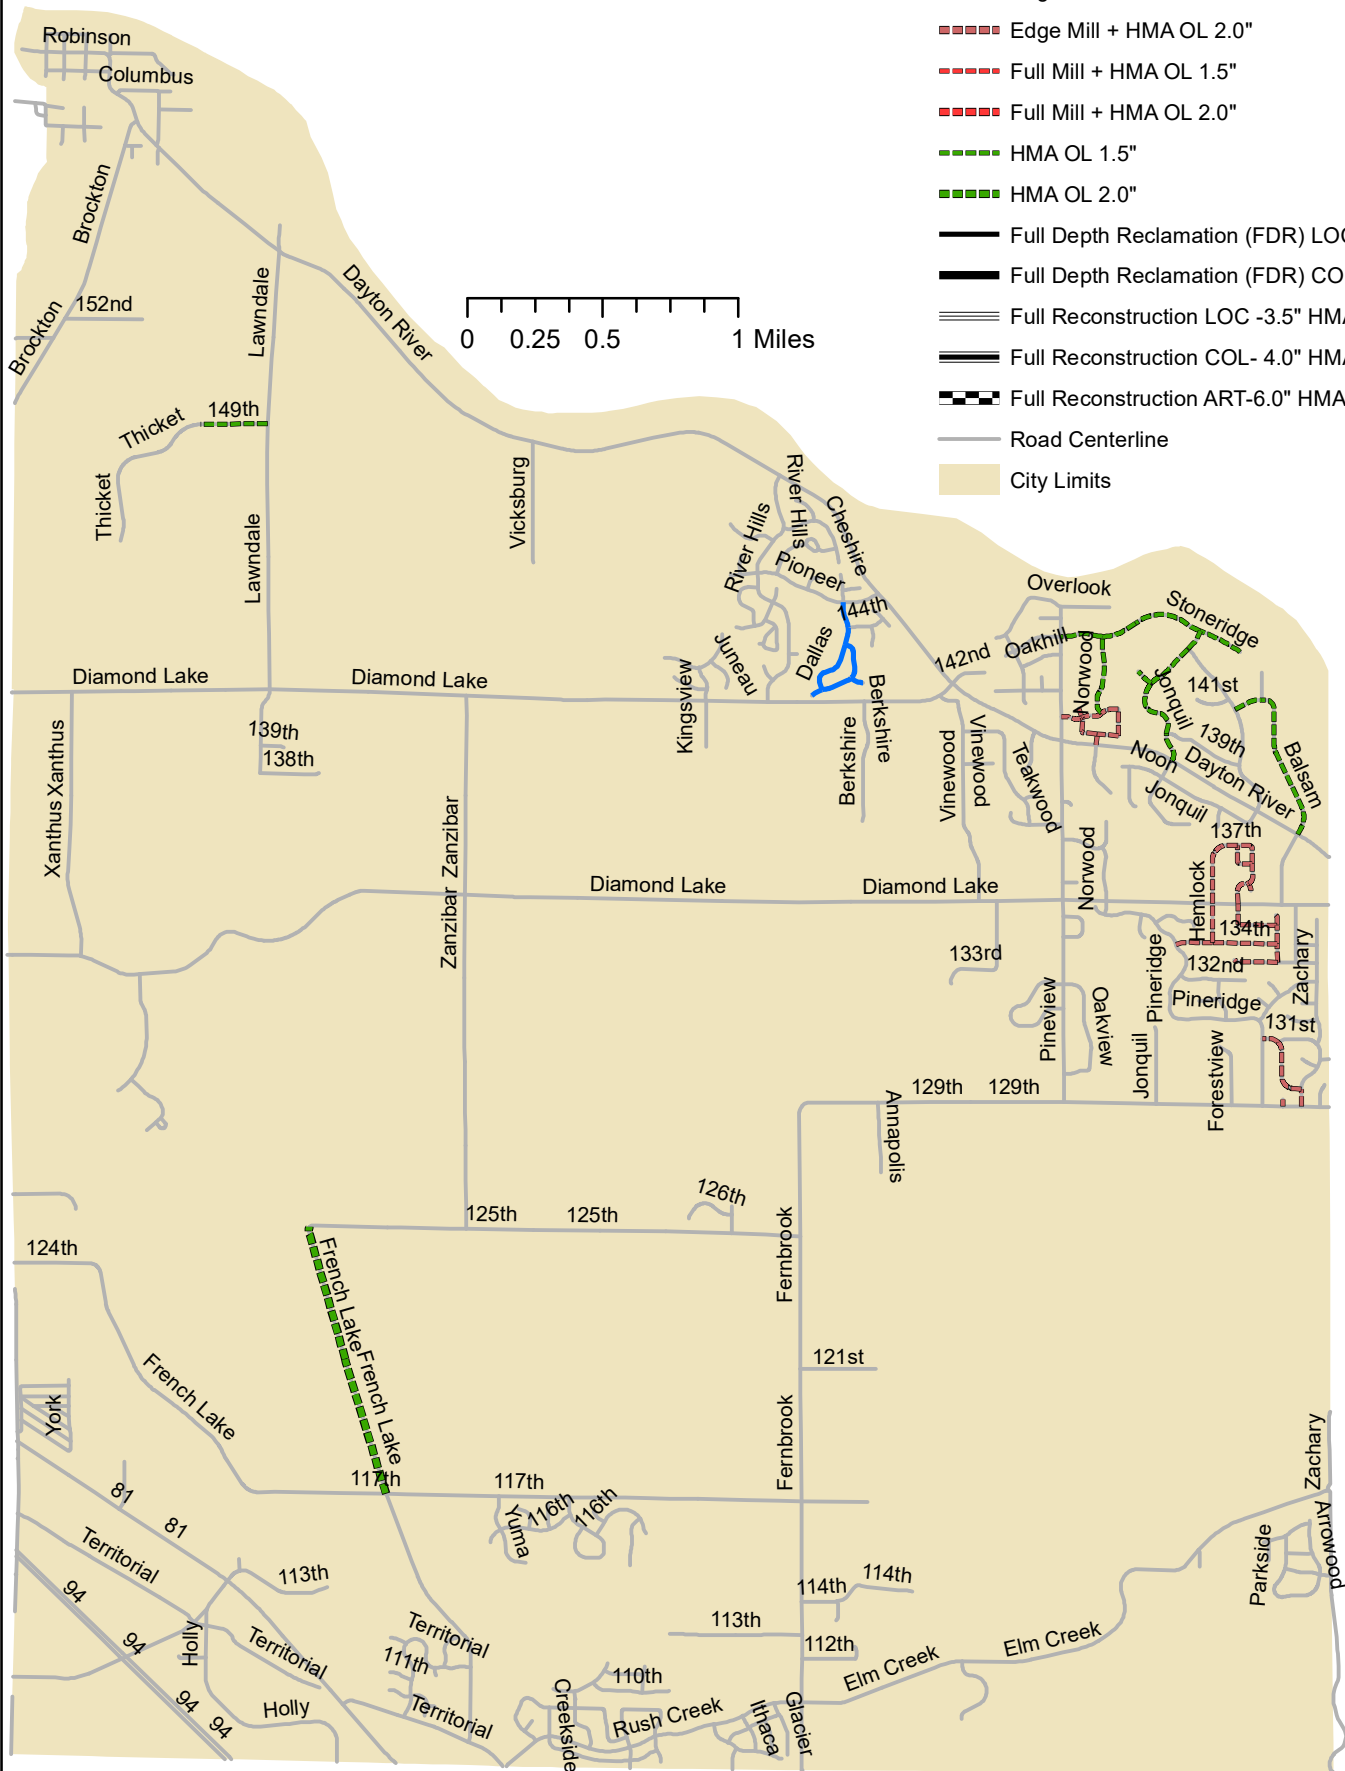 Edge Mill + HMA OL 2.0"
Full Mill + HMA OL 1.5"
Full Mill + HMA OL 2.0"
HMA OL 1.5"
HMA OL 2.0"
Full Depth Reclamation (FDR) LOC
Full Depth Reclamation (FDR) CO
Full Reconstruction LOC -3.5" HMA
Full Reconstruction COL- 4.0" HMA
Full Reconstruction ART-6.0" HMA
Road Centerline
City Limits
0 0.25 0.5 1 Miles
Robinson
Columbus
Brockton
Brockton
152nd
Lawndale
Dayton River
Thicket
149th
Thicket
Lawndale
Vicksburg
River Hills
River Hills
Cheshire
Pioneer
144th
Dallas
Juneau
Kingsview
Berkshire
Berkshire
Overlook
Stoneridge
Oakhill
142nd
Norwood
Jonquil
141st
139th
Balsam
Diamond Lake
Diamond Lake
139th
138th
Xanthus
Xanthus
Zanzibar
Zanzibar
Vinewood
Vinewood
Teakwood
Noon
Dayton River
Jonquil
137th
Norwood
Hemlock
Diamond Lake
Diamond Lake
134th
132nd
Zachary
133rd
Pineridge
Pineridge
131st
Pineview
Oakview
Jonquil
Forestview
129th
129th
Annapolis
126th
125th
125th
124th
Fernbrook
French Lake
French Lake
French Lake
121st
Fernbrook
York
117th
117th
116th
116th
Yuma
81
81
Territorial
113th
94
94
94
94
Holly
Territorial
Holly
Territorial
111th
Territorial
110th
113th
114th
114th
112th
Creekside
Rush Creek
Ithaca
Glacier
Elm Creek
Elm Creek
Zachary
Arrowood
Parkside